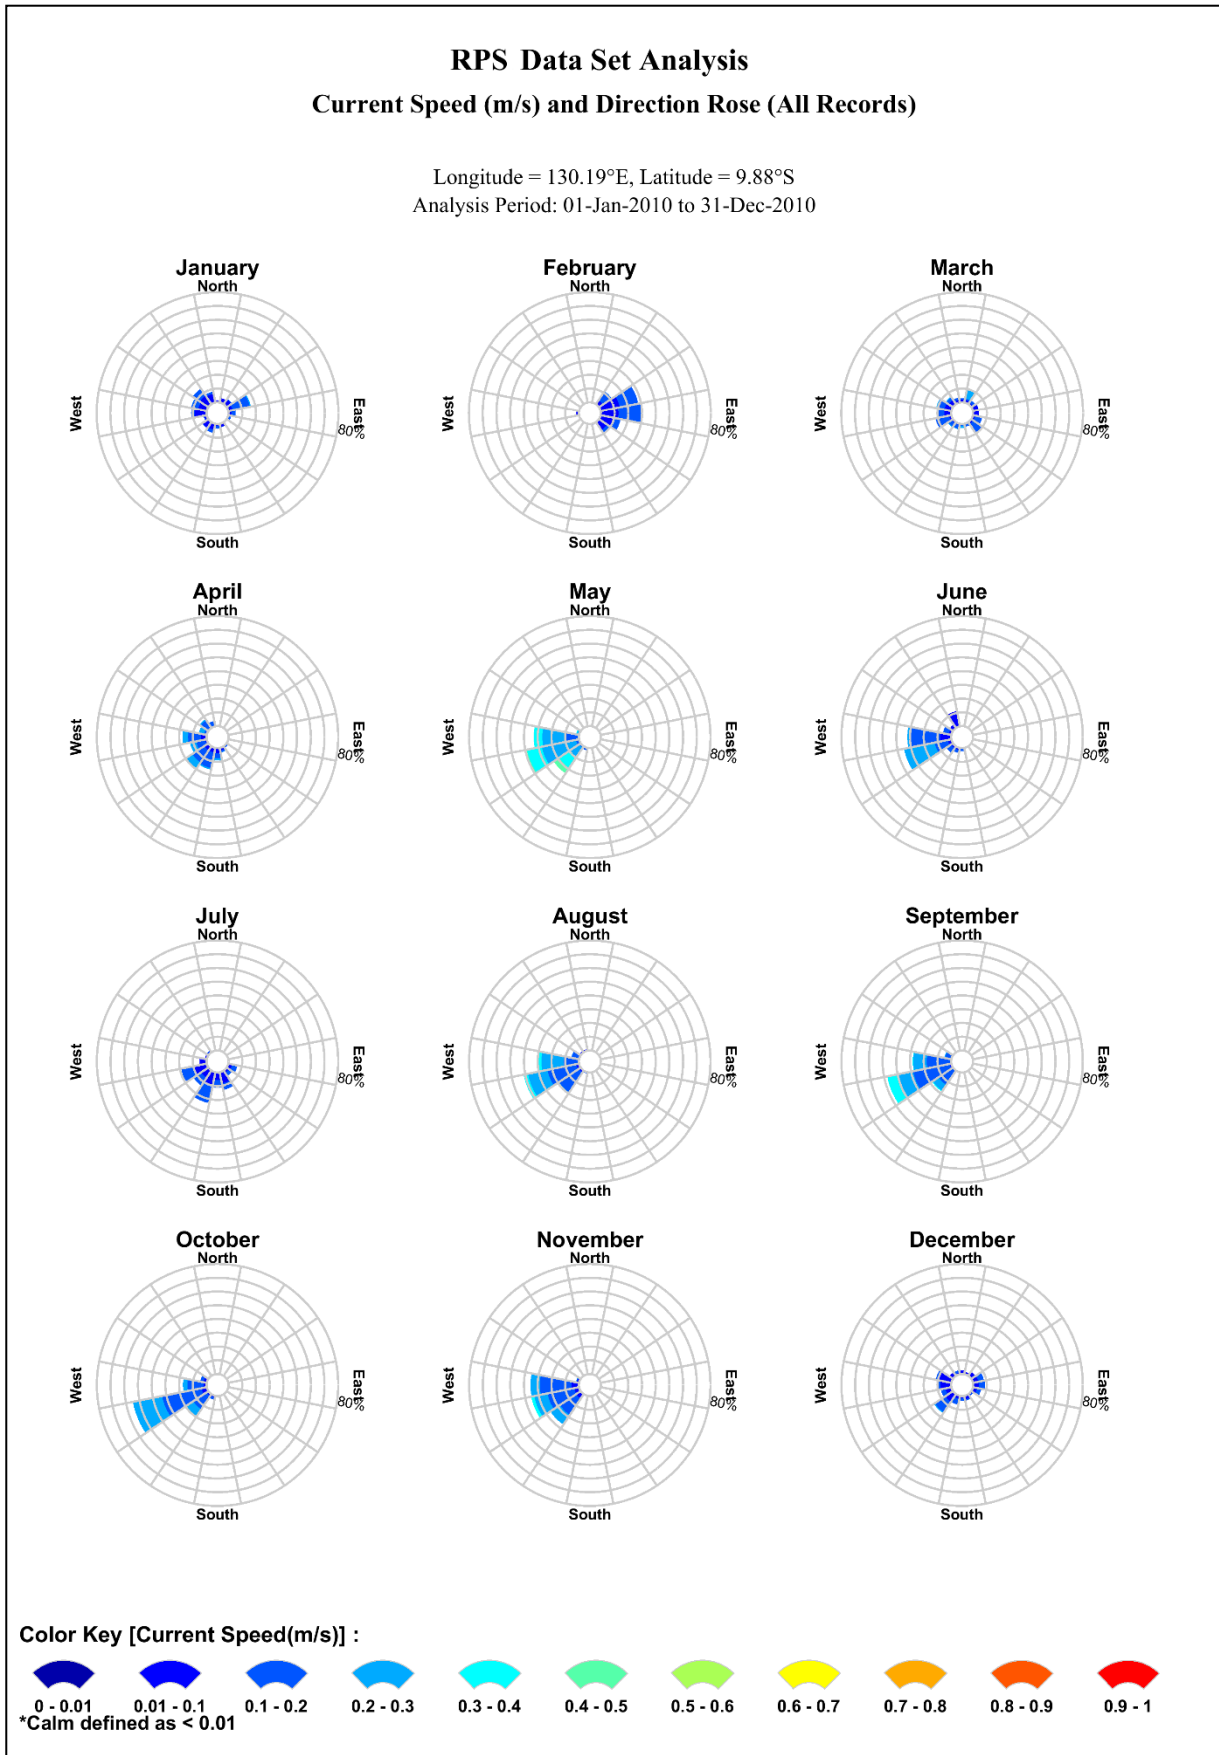 RPS Data Set Analysis
Current Speed (m/s) and Direction Rose (All Records)
Longitude = 130.19°E, Latitude = 9.88°S
Analysis Period: 01-Jan-2010 to 31-Dec-2010
January
North
West
East
80%
South
February
North
West
East
80%
South
March
North
West
East
80%
South
April
North
West
East
80%
South
May
North
West
East
80%
South
June
North
West
East
80%
South
July
North
West
East
80%
South
August
North
West
East
80%
South
September
North
West
East
80%
South
October
North
West
East
80%
South
November
North
West
East
80%
South
December
North
West
East
80%
South
Color Key [Current Speed(m/s)] :
0 - 0.01 0.01 - 0.1 0.1 - 0.2 0.2 - 0.3 0.3 - 0.4 0.4 - 0.5 0.5 - 0.6 0.6 - 0.7 0.7 - 0.8 0.8 - 0.9 0.9 - 1
*Calm defined as < 0.01